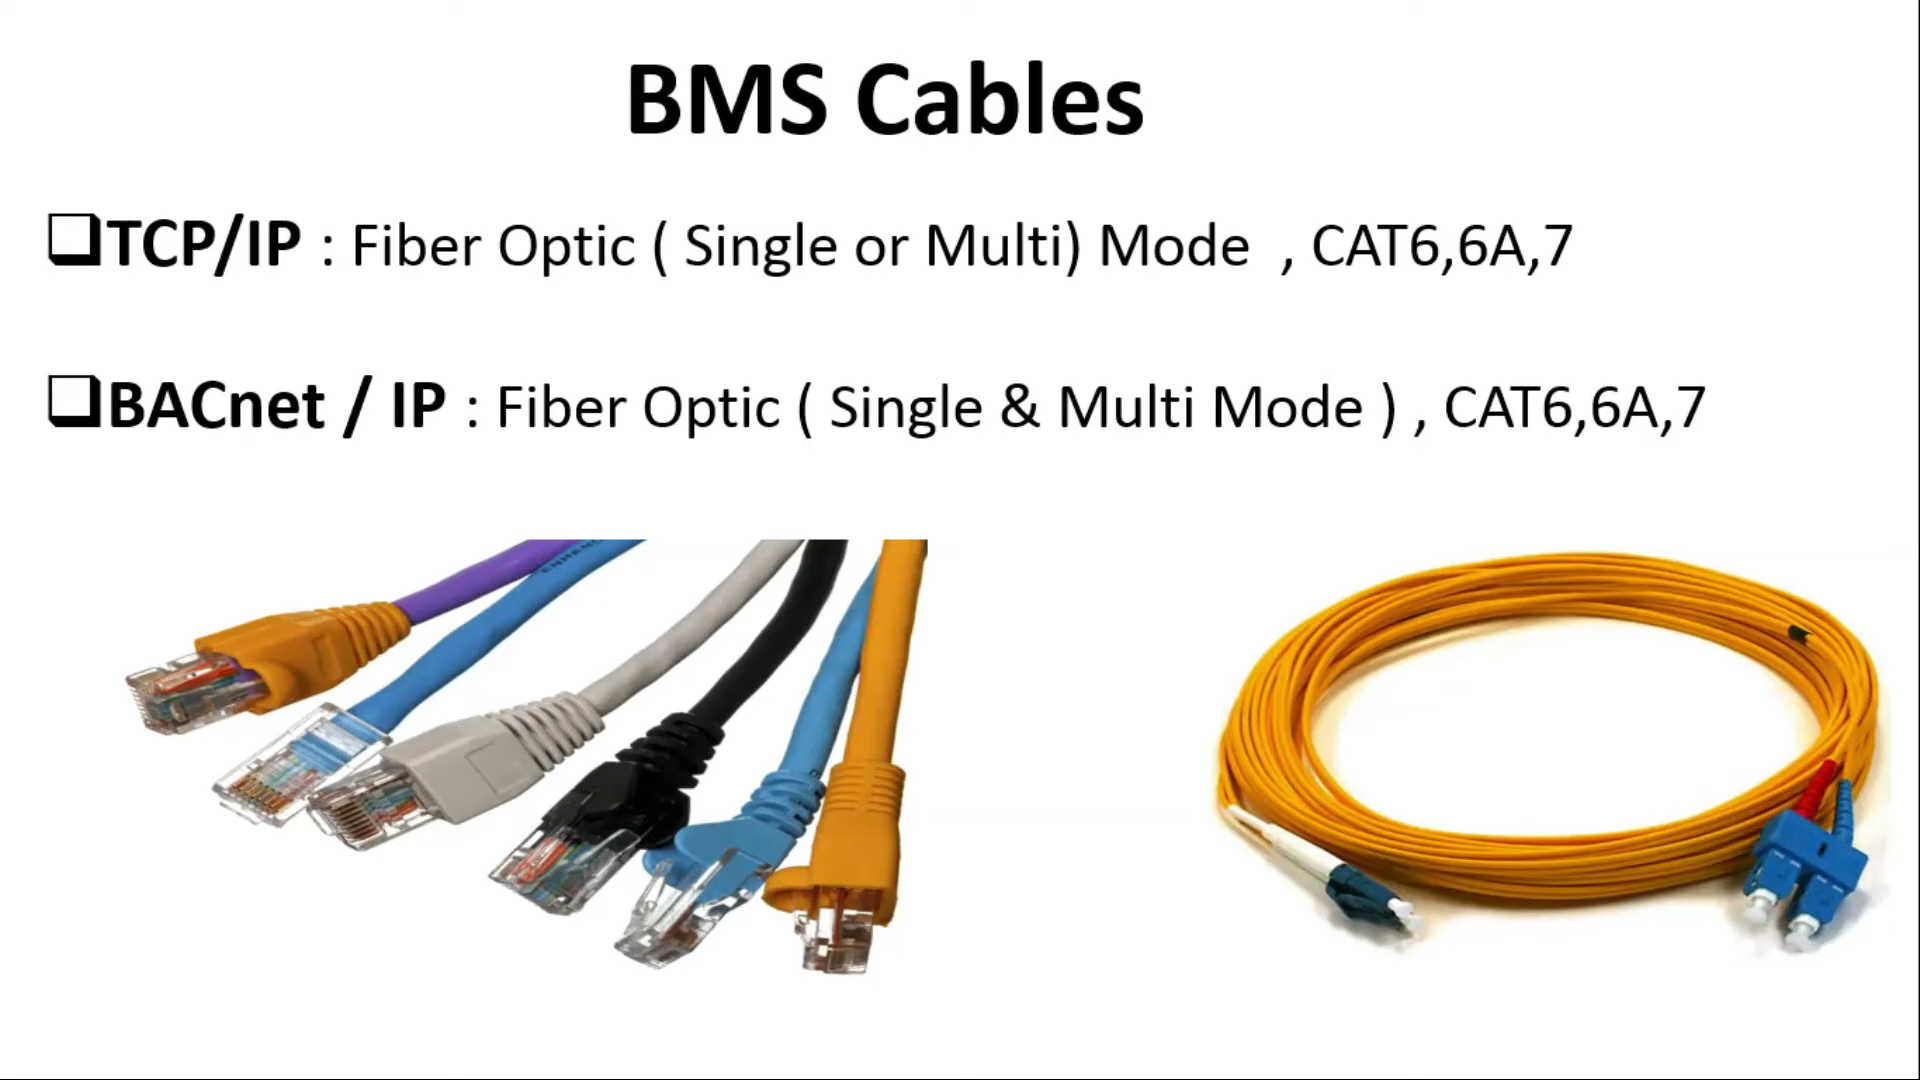 BMS Cables
❑TCP/IP : Fiber Optic ( Single or Multi) Mode , CAT6,6A,7
❑BACnet / IP : Fiber Optic ( Single & Multi Mode ) , CAT6,6A,7